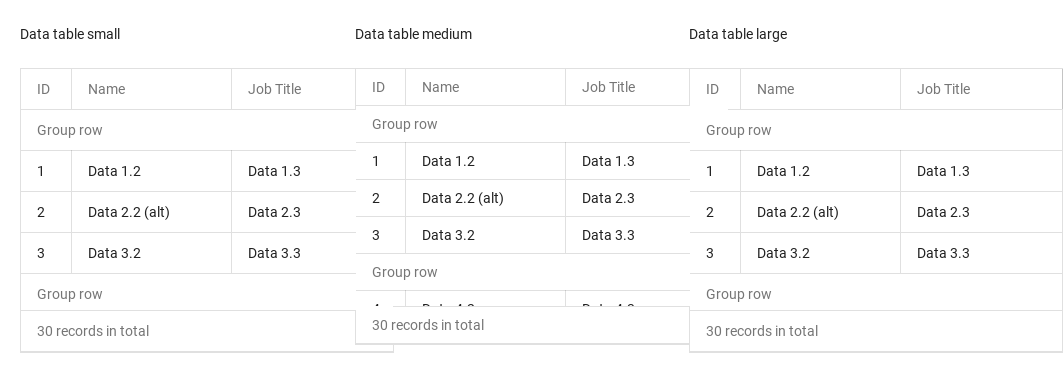 Data table small
ID Name Job Title
Group row
1 Data 1.2 Data 1.3
2 Data 2.2 (alt) Data 2.3
3 Data 3.2 Data 3.3
Group row
30 records in total
Data table medium
ID Name Job Title
Group row
1 Data 1.2 Data 1.3
2 Data 2.2 (alt) Data 2.3
3 Data 3.2 Data 3.3
Group row
30 records in total
Data table large
ID Name Job Title
Group row
1 Data 1.2 Data 1.3
2 Data 2.2 (alt) Data 2.3
3 Data 3.2 Data 3.3
Group row
30 records in total